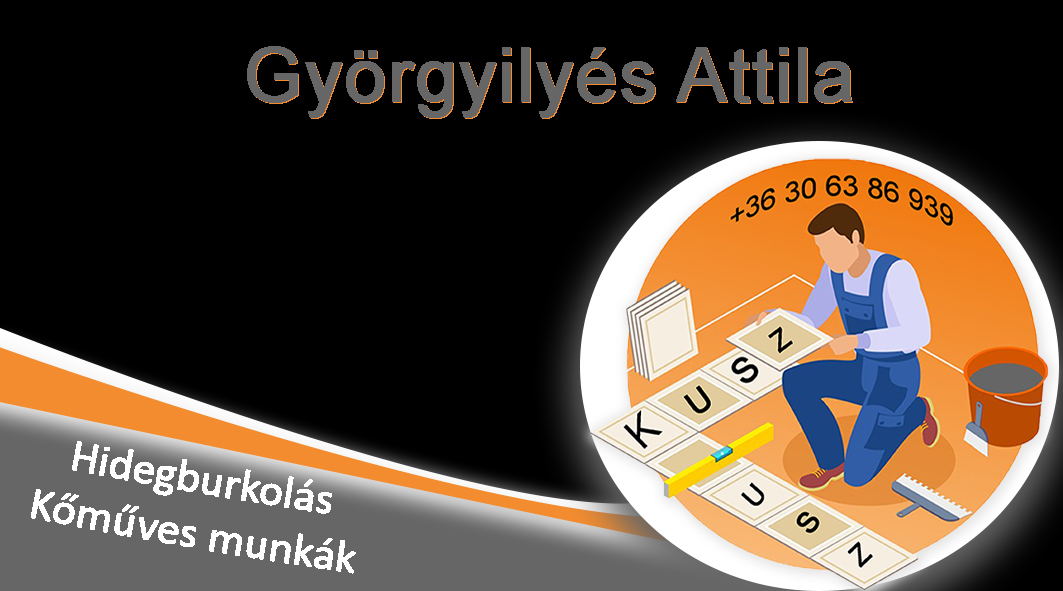 Györgyilyés Attila
+36 30 63 86 939
KUSZ
USZ
Hidegburkolás
Kőműves munkák